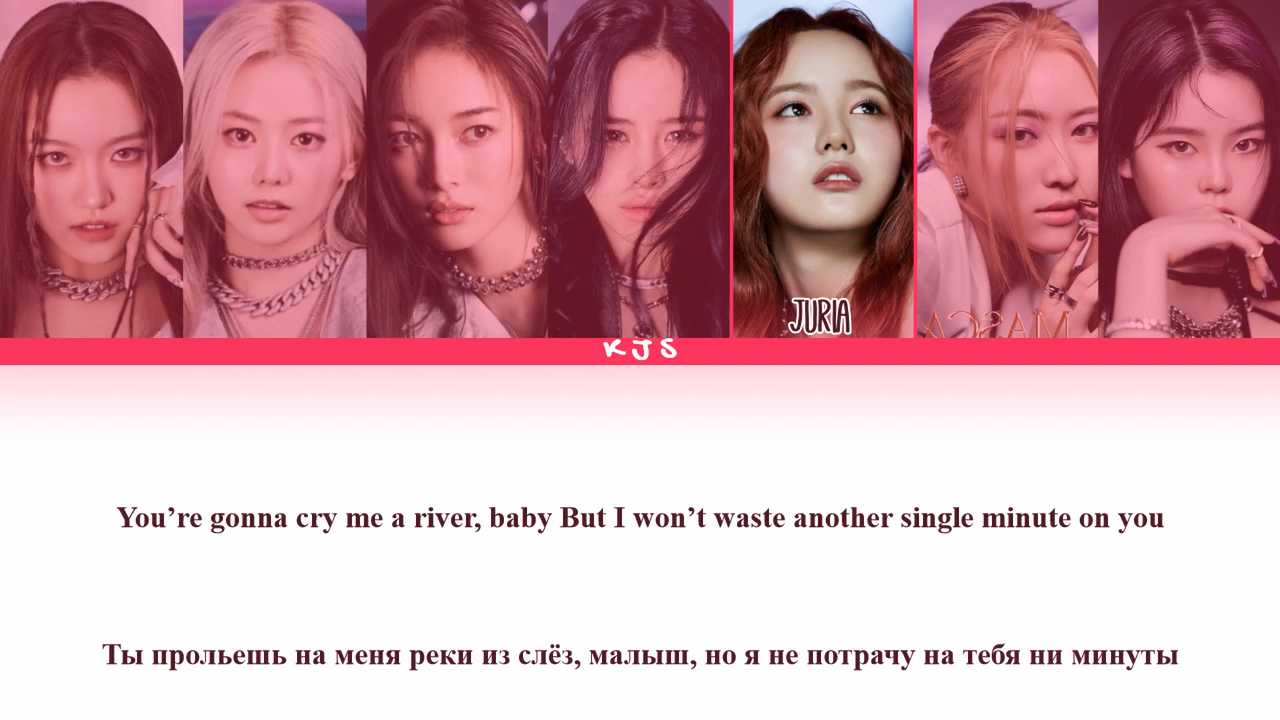 JURIA
MASCA
KJS
You’re gonna cry me a river, baby But I won’t waste another single minute on you
Ты прольешь на меня реки из слёз, малыш, но я не потрачу на тебя ни минуты